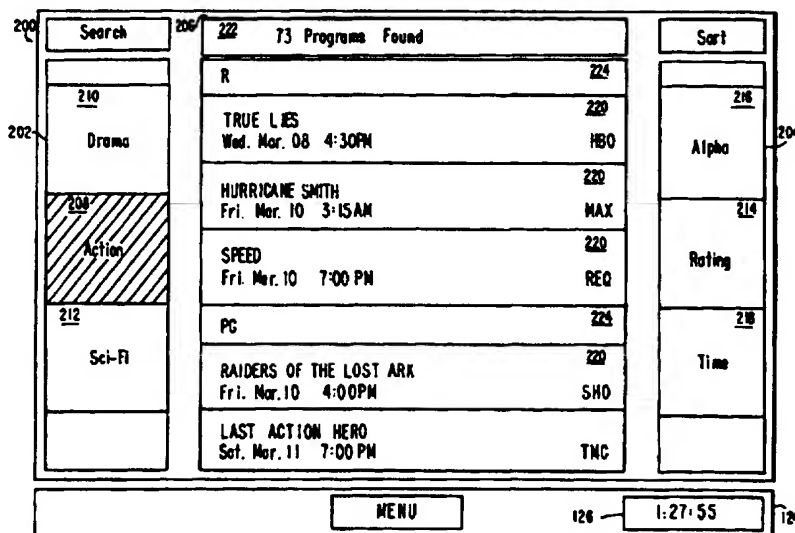 200
Search
206
222 73 Programs Found
Sort
R 224
210
Drama
202
TRUE LIES 220
Wed. Mar. 08 4:30PM HBO
216
Alpha
HURRICANE SMITH 220
Fri. Mar. 10 3:15AM MAX
208
Action
214
Rating
SPEED 220
Fri. Mar. 10 7:00 PM REQ
PG 224
212
Sci-Fi
218
Time
RAIDERS OF THE LOST ARK 220
Fri. Mar. 10 4:00PM SHO
LAST ACTION HERO
Sat. Mar. 11 7:00 PM TMC
MENU
126
1:27:55